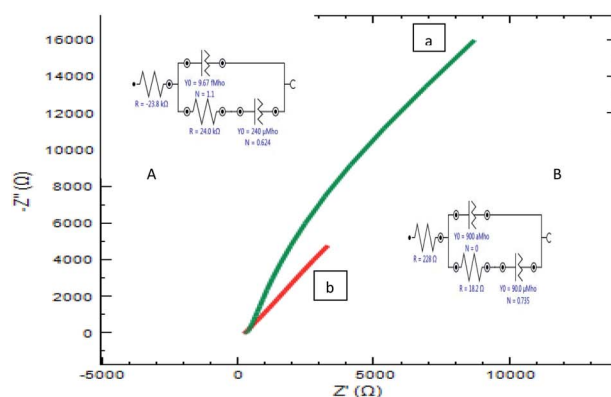 16000
14000
12000
10000
8000
6000
4000
2000
0
-Z'' (Ω)
-5000
0
5000
10000
Z' (Ω)
a
b
A
B
Y0 = 9.67 fMho
N = 1.1
R = -23.8 kΩ
R = 24.0 kΩ
Y0 = 240 µMho
N = 0.624
Y0 = 900 aMho
N = 0
R = 228 Ω
R = 18.2 Ω
Y0 = 90.0 µMho
N = 0.735